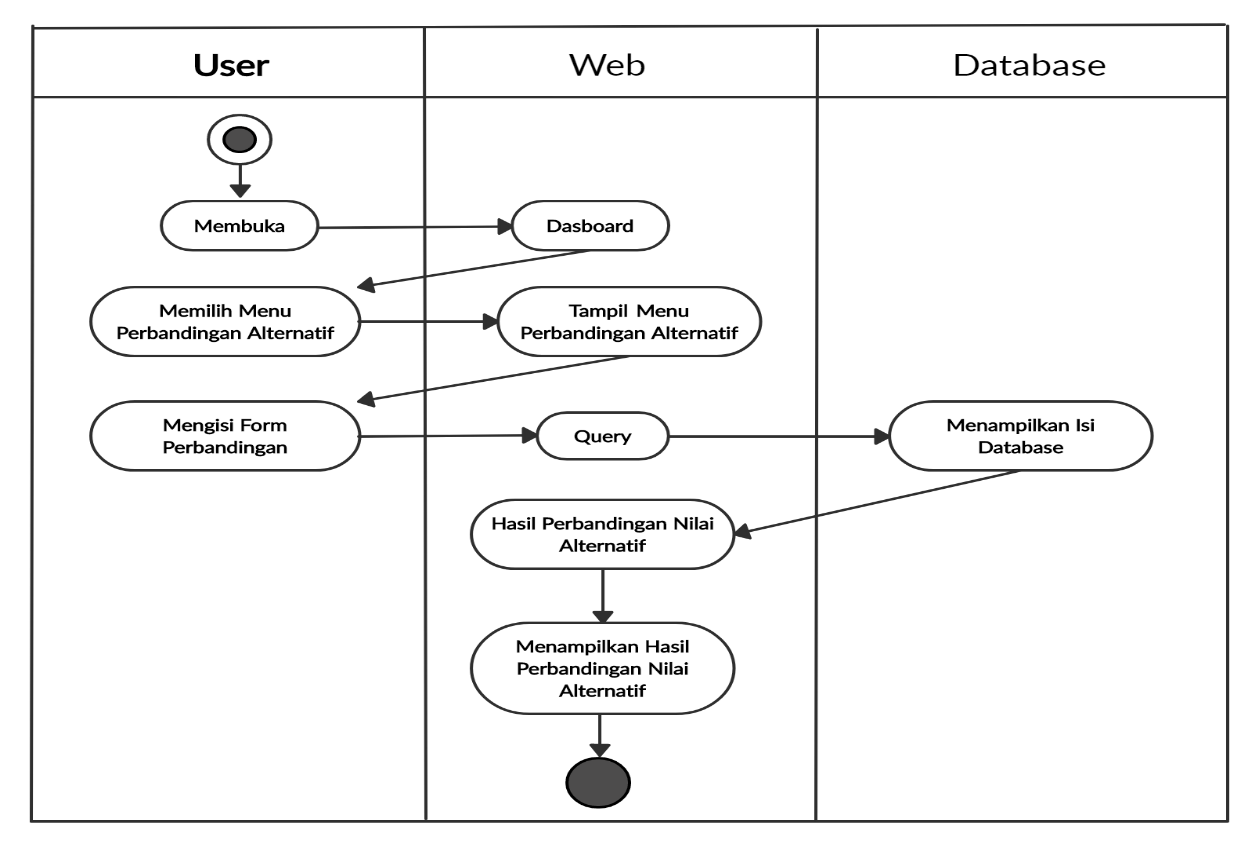 User
Web
Database
Membuka
Dasboard
Memilih Menu
Perbandingan Alternatif
Tampil Menu
Perbandingan Alternatif
Mengisi Form
Perbandingan
Query
Menampilkan Isi
Database
Hasil Perbandingan Nilai
Alternatif
Menampilkan Hasil
Perbandingan Nilai
Alternatif